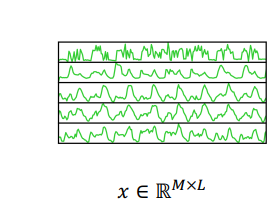 x ∈ ℝ^{M×L}